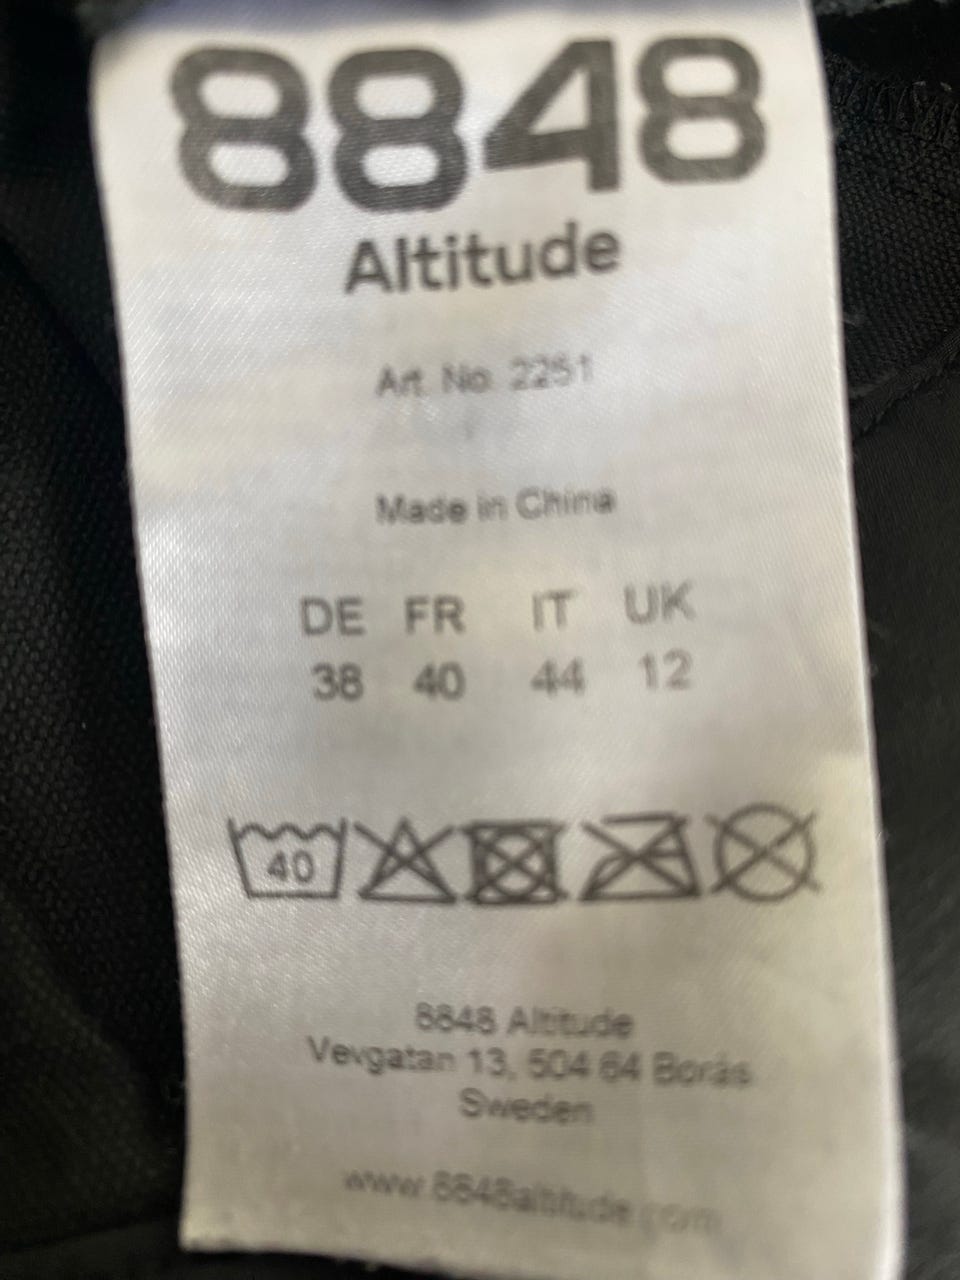 8848
Altitude
Art. No. 2251
Made in China
DE FR IT UK
38 40 44 12
40
8848 Altitude
Vevgatan 13, 504 64 Borås
Sweden
www.8848altitude.com